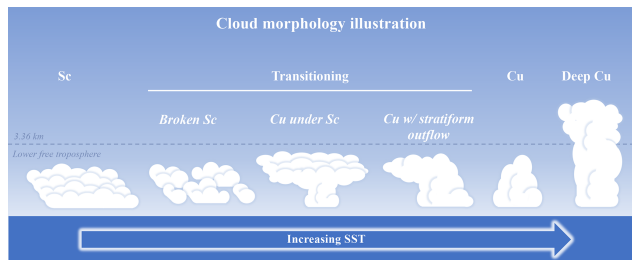 Cloud morphology illustration
Sc
Transitioning
Cu
Deep Cu
Broken Sc
Cu under Sc
Cu w/ stratiform
outflow
3.36 km
Lower free troposphere
Increasing SST